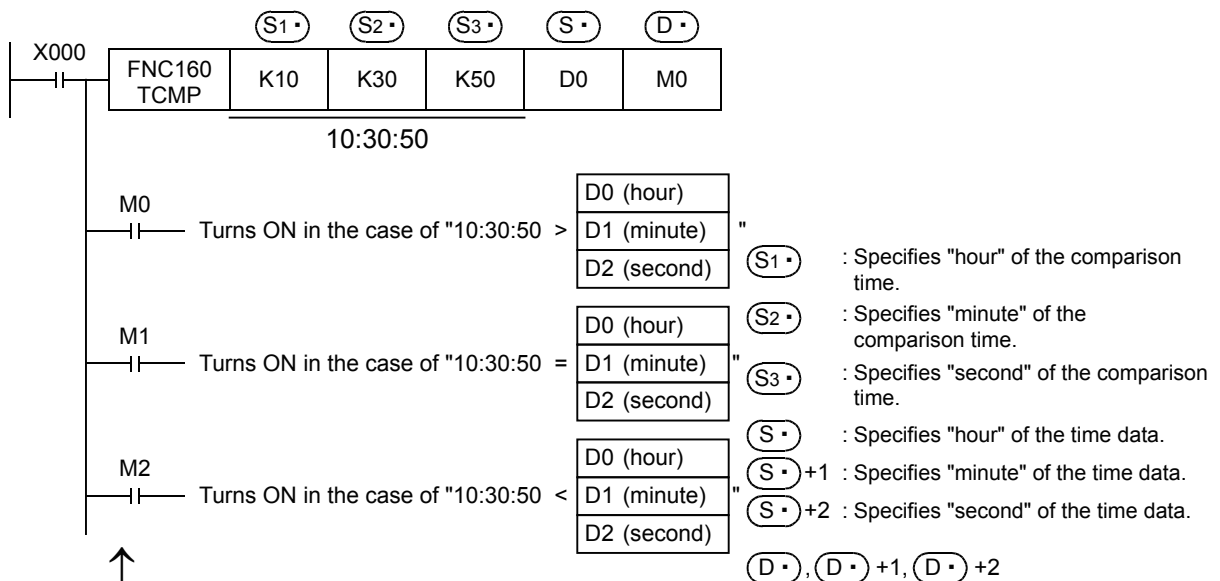 S1・ S2・ S3・ S・ D・
X000
FNC160 TCMP K10 K30 K50 D0 M0
10:30:50
M0
Turns ON in the case of "10:30:50 > D0 (hour) D1 (minute) D2 (second) "
M1
Turns ON in the case of "10:30:50 = D0 (hour) D1 (minute) D2 (second) "
M2
Turns ON in the case of "10:30:50 < D0 (hour) D1 (minute) D2 (second) "
S1・ : Specifies "hour" of the comparison
time.
S2・ : Specifies "minute" of the
comparison time.
S3・ : Specifies "second" of the comparison
time.
S・ : Specifies "hour" of the time data.
S・+1 : Specifies "minute" of the time data.
S・+2 : Specifies "second" of the time data.
D・, D・+1, D・+2